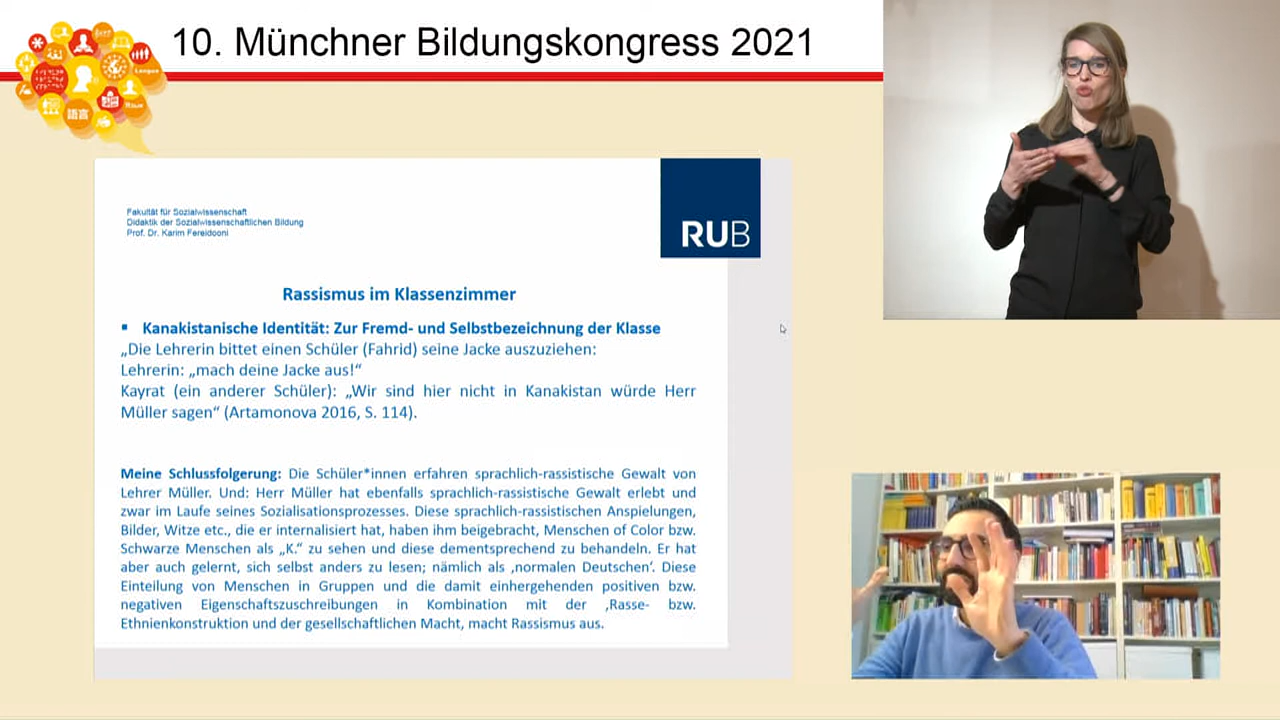 10. Münchner Bildungskongress 2021
Lengua
語言
RUB
Fakultät für Sozialwissenschaft
Didaktik der Sozialwissenschaftlichen Bildung
Prof. Dr. Karim Fereidooni
Rassismus im Klassenzimmer
▪ Kanakistanische Identität: Zur Fremd- und Selbstbezeichnung der Klasse
„Die Lehrerin bittet einen Schüler (Fahrid) seine Jacke auszuziehen:
Lehrerin: „mach deine Jacke aus!“
Kayrat (ein anderer Schüler): „Wir sind hier nicht in Kanakistan würde Herr
Müller sagen“ (Artamonova 2016, S. 114).
Meine Schlussfolgerung: Die Schüler*innen erfahren sprachlich-rassistische Gewalt von
Lehrer Müller. Und: Herr Müller hat ebenfalls sprachlich-rassistische Gewalt erlebt und
zwar im Laufe seines Sozialisationsprozesses. Diese sprachlich-rassistischen Anspielungen,
Bilder, Witze etc., die er internalisiert hat, haben ihm beigebracht, Menschen of Color bzw.
Schwarze Menschen als „K.“ zu sehen und diese dementsprechend zu behandeln. Er hat
aber auch gelernt, sich selbst anders zu lesen; nämlich als ‚normalen Deutschen‘. Diese
Einteilung von Menschen in Gruppen und die damit einhergehenden positiven bzw.
negativen Eigenschaftszuschreibungen in Kombination mit der ‚Rasse- bzw.
Ethnienkonstruktion und der gesellschaftlichen Macht, macht Rassismus aus.